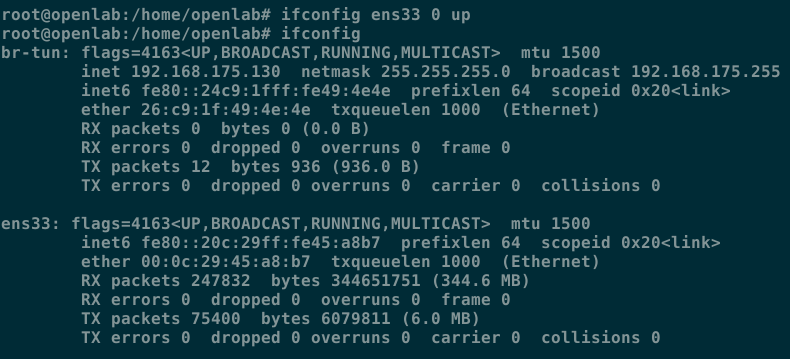 root@openlab:/home/openlab# ifconfig ens33 0 up
root@openlab:/home/openlab# ifconfig
br-tun: flags=4163<UP,BROADCAST,RUNNING,MULTICAST>  mtu 1500
        inet 192.168.175.130  netmask 255.255.255.0  broadcast 192.168.175.255
        inet6 fe80::24c9:1fff:fe49:4e4e  prefixlen 64  scopeid 0x20<link>
        ether 26:c9:1f:49:4e:4e  txqueuelen 1000  (Ethernet)
        RX packets 0  bytes 0 (0.0 B)
        RX errors 0  dropped 0  overruns 0  frame 0
        TX packets 12  bytes 936 (936.0 B)
        TX errors 0  dropped 0 overruns 0  carrier 0  collisions 0

ens33: flags=4163<UP,BROADCAST,RUNNING,MULTICAST>  mtu 1500
        inet6 fe80::20c:29ff:fe45:a8b7  prefixlen 64  scopeid 0x20<link>
        ether 00:0c:29:45:a8:b7  txqueuelen 1000  (Ethernet)
        RX packets 247832  bytes 344651751 (344.6 MB)
        RX errors 0  dropped 0  overruns 0  frame 0
        TX packets 75400  bytes 6079811 (6.0 MB)
        TX errors 0  dropped 0 overruns 0  carrier 0  collisions 0